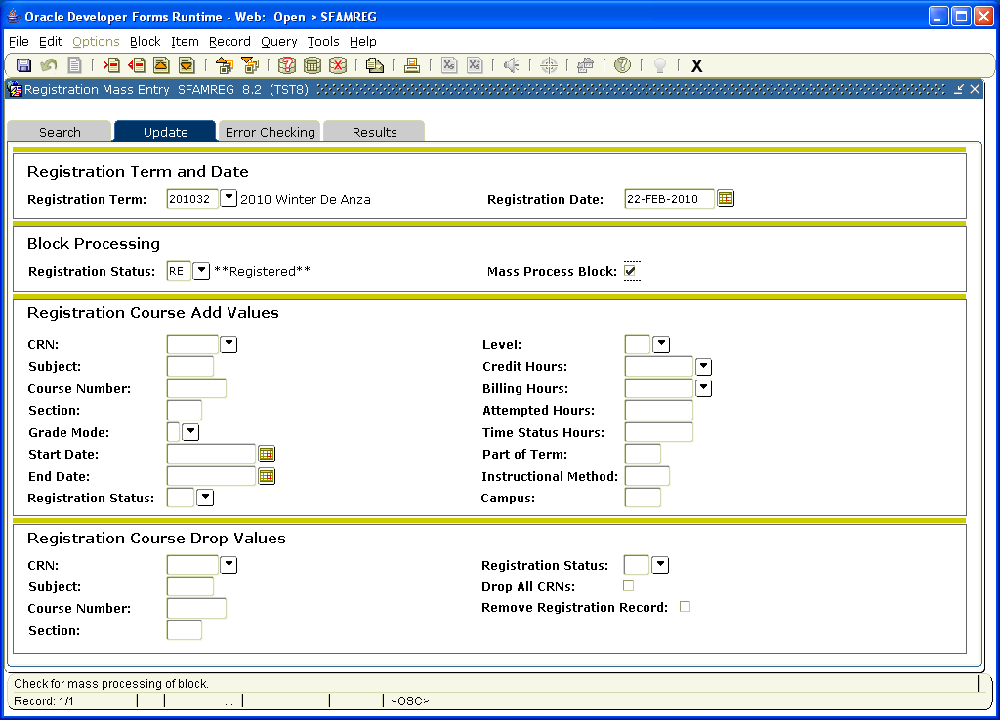 Oracle Developer Forms Runtime - Web: Open > SFAMREG
File Edit Options Block Item Record Query Tools Help
X
Registration Mass Entry SFAMREG 8.2 (TST8)
Search Update Error Checking Results
Registration Term and Date
Registration Term: 201032 2010 Winter De Anza Registration Date: 22-FEB-2010
Block Processing
Registration Status: RE **Registered** Mass Process Block:
Registration Course Add Values
CRN: Level:
Subject: Credit Hours:
Course Number: Billing Hours:
Section: Attempted Hours:
Grade Mode: Time Status Hours:
Start Date: Part of Term:
End Date: Instructional Method:
Registration Status: Campus:
Registration Course Drop Values
CRN: Registration Status:
Subject: Drop All CRNs:
Course Number: Remove Registration Record:
Section:
Check for mass processing of block.
Record: 1/1 ... <OSC>